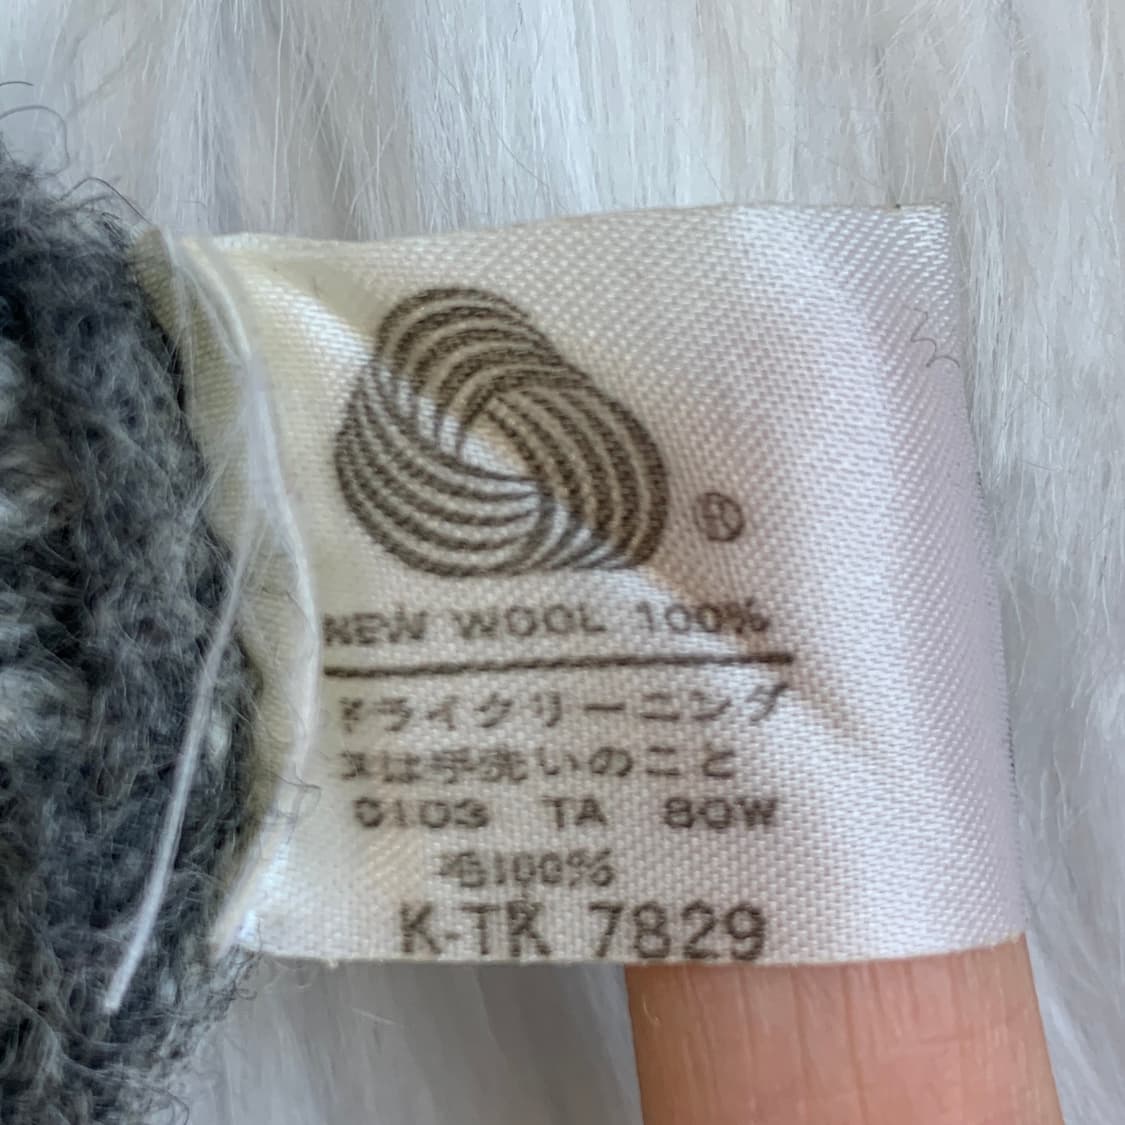 ®
NEW WOOL 100%
ドライクリーニング
又は手洗いのこと
0103 TA 80W
毛100%
K-TK 7829